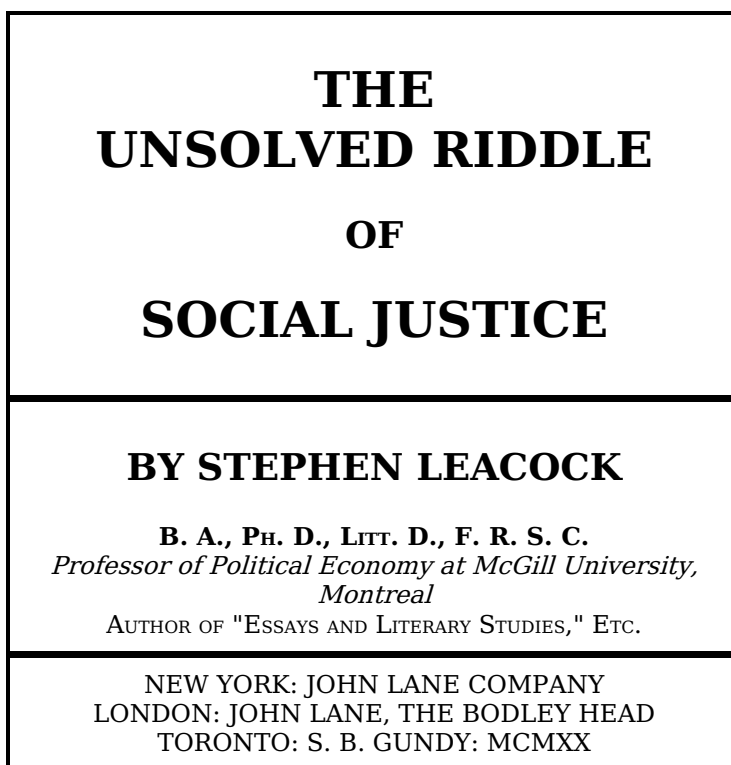 THE
UNSOLVED RIDDLE
OF
SOCIAL JUSTICE
BY STEPHEN LEACOCK
B. A., Ph. D., Litt. D., F. R. S. C.
Professor of Political Economy at McGill University,
Montreal
Author of "Essays and Literary Studies," Etc.
NEW YORK: JOHN LANE COMPANY
LONDON: JOHN LANE, THE BODLEY HEAD
TORONTO: S. B. GUNDY: MCMXX